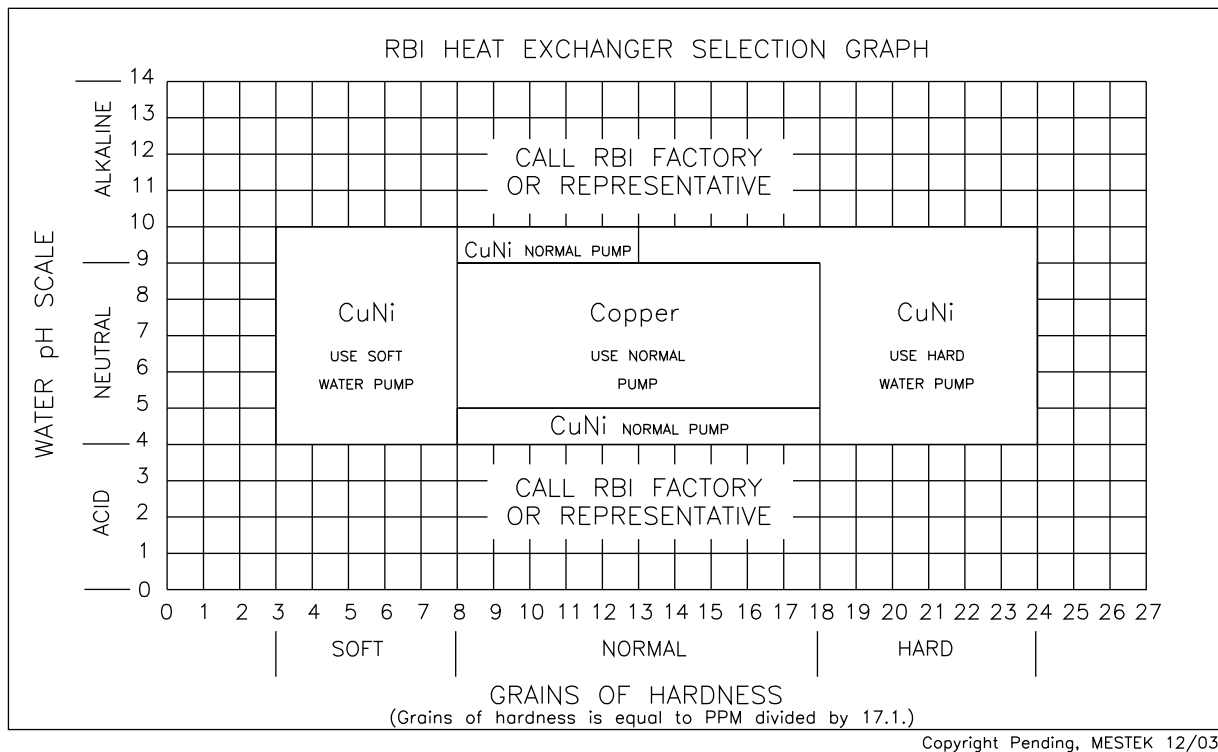 RBI HEAT EXCHANGER SELECTION GRAPH
WATER pH SCALE
ALKALINE
NEUTRAL
ACID
14
13
12
11
10
9
8
7
6
5
4
3
2
1
0
CALL RBI FACTORY
OR REPRESENTATIVE
CuNi NORMAL PUMP
CuNi
USE SOFT
WATER PUMP
Copper
USE NORMAL
PUMP
CuNi
USE HARD
WATER PUMP
CuNi NORMAL PUMP
CALL RBI FACTORY
OR REPRESENTATIVE
0 1 2 3 4 5 6 7 8 9 10 11 12 13 14 15 16 17 18 19 20 21 22 23 24 25 26 27
SOFT NORMAL HARD
GRAINS OF HARDNESS
(Grains of hardness is equal to PPM divided by 17.1.)
Copyright Pending, MESTEK 12/03